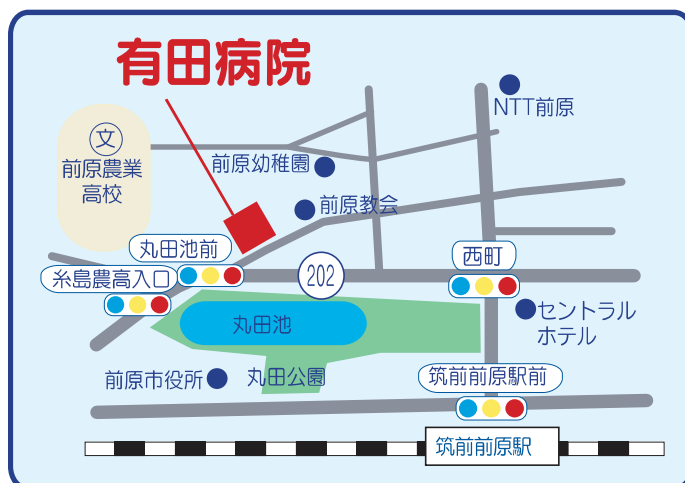 有田病院
NTT前原
文
前原農業
高校
前原幼稚園
前原教会
丸田池前
糸島農高入口
202
西町
丸田池
セントラル
ホテル
前原市役所
丸田公園
筑前前原駅前
筑前前原駅